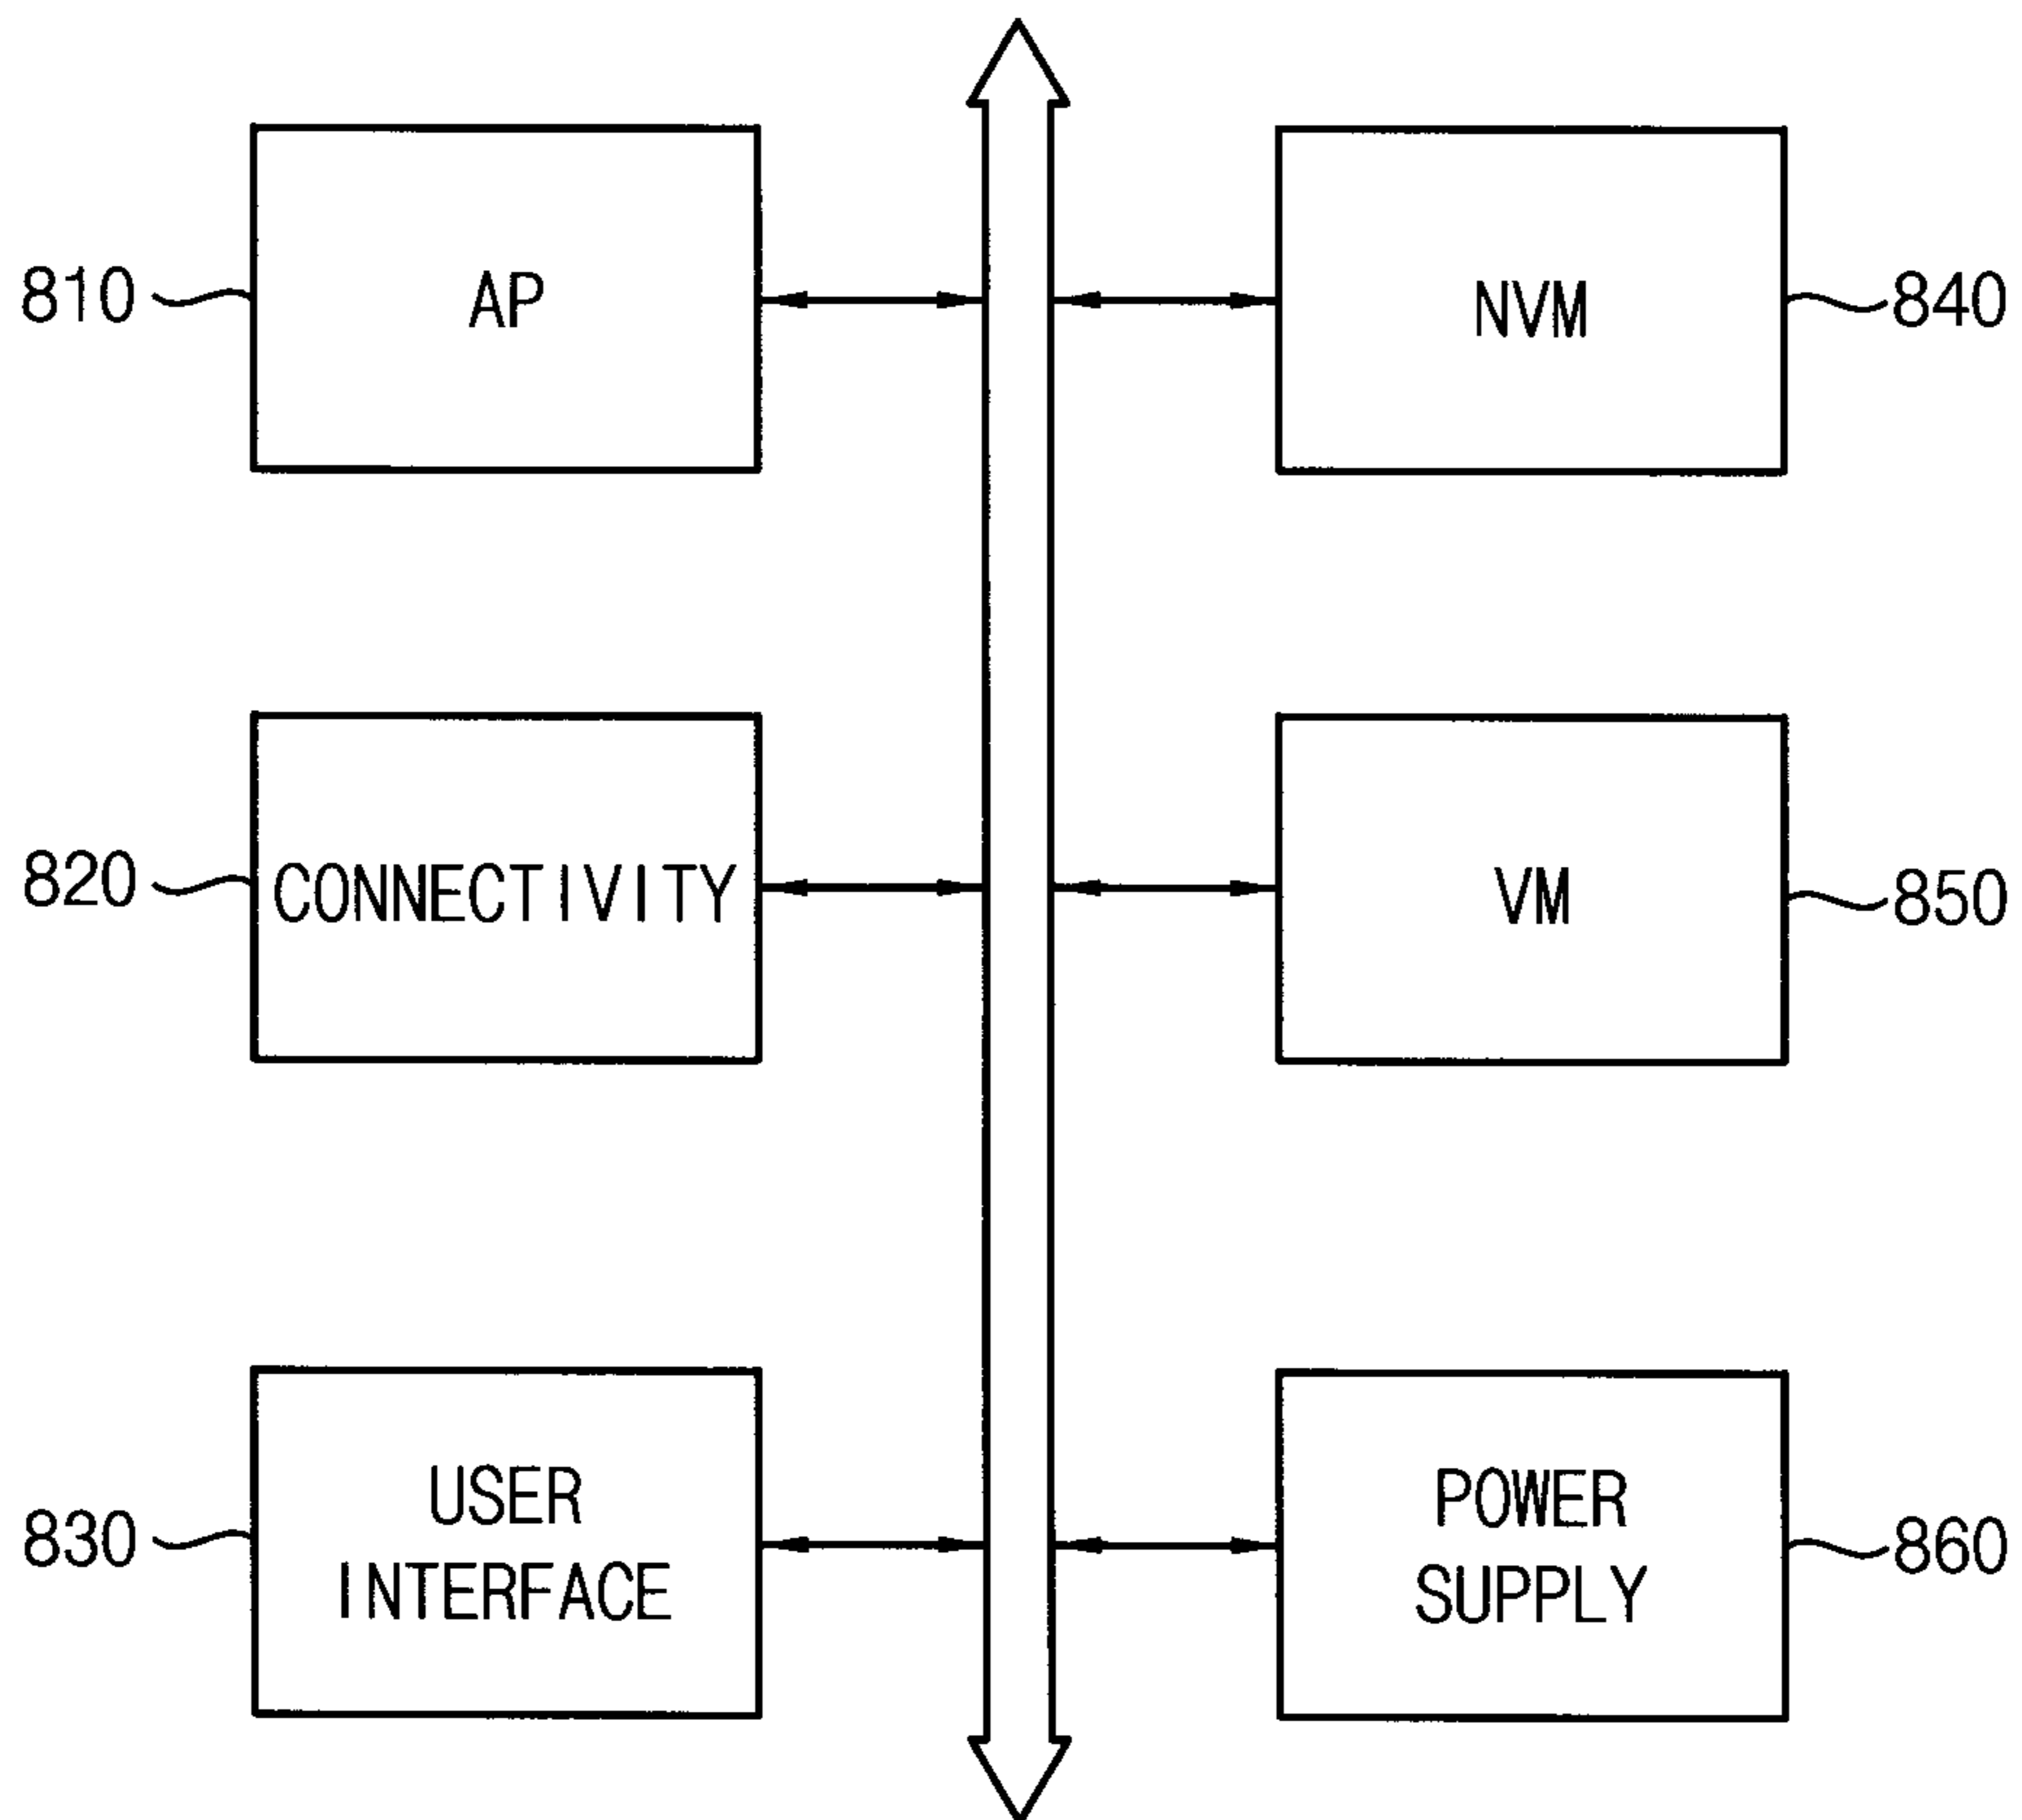 810
AP
NVM
840
820
CONNECTIVITY
VM
850
830
USER
INTERFACE
POWER
SUPPLY
860